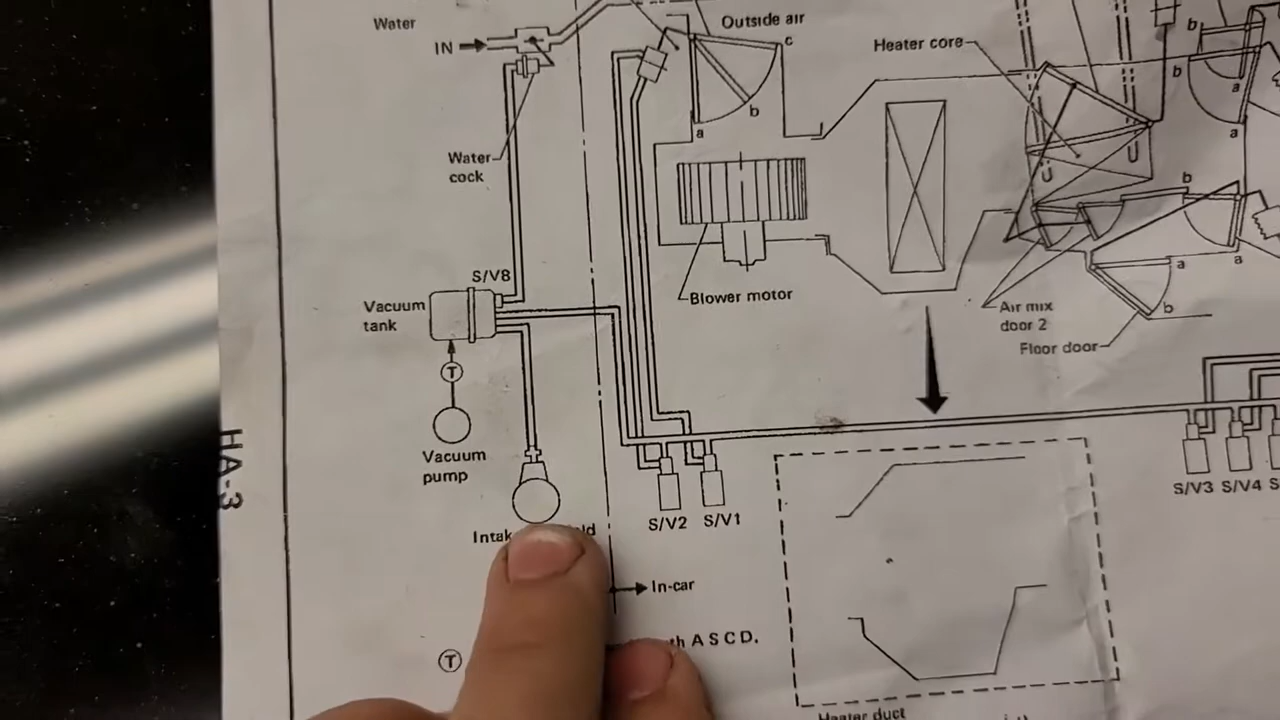 Water
IN
Outside air
c
b
a
Heater core
b
b
a
a
Water
cock
b
a
a
b
S/V8
Vacuum
tank
Blower motor
Air mix
door 2
Floor door
T
Vacuum
pump
HA-3
S/V2
S/V1
S/V3
S/V4
In-car
A S C D.
T
Heater duct